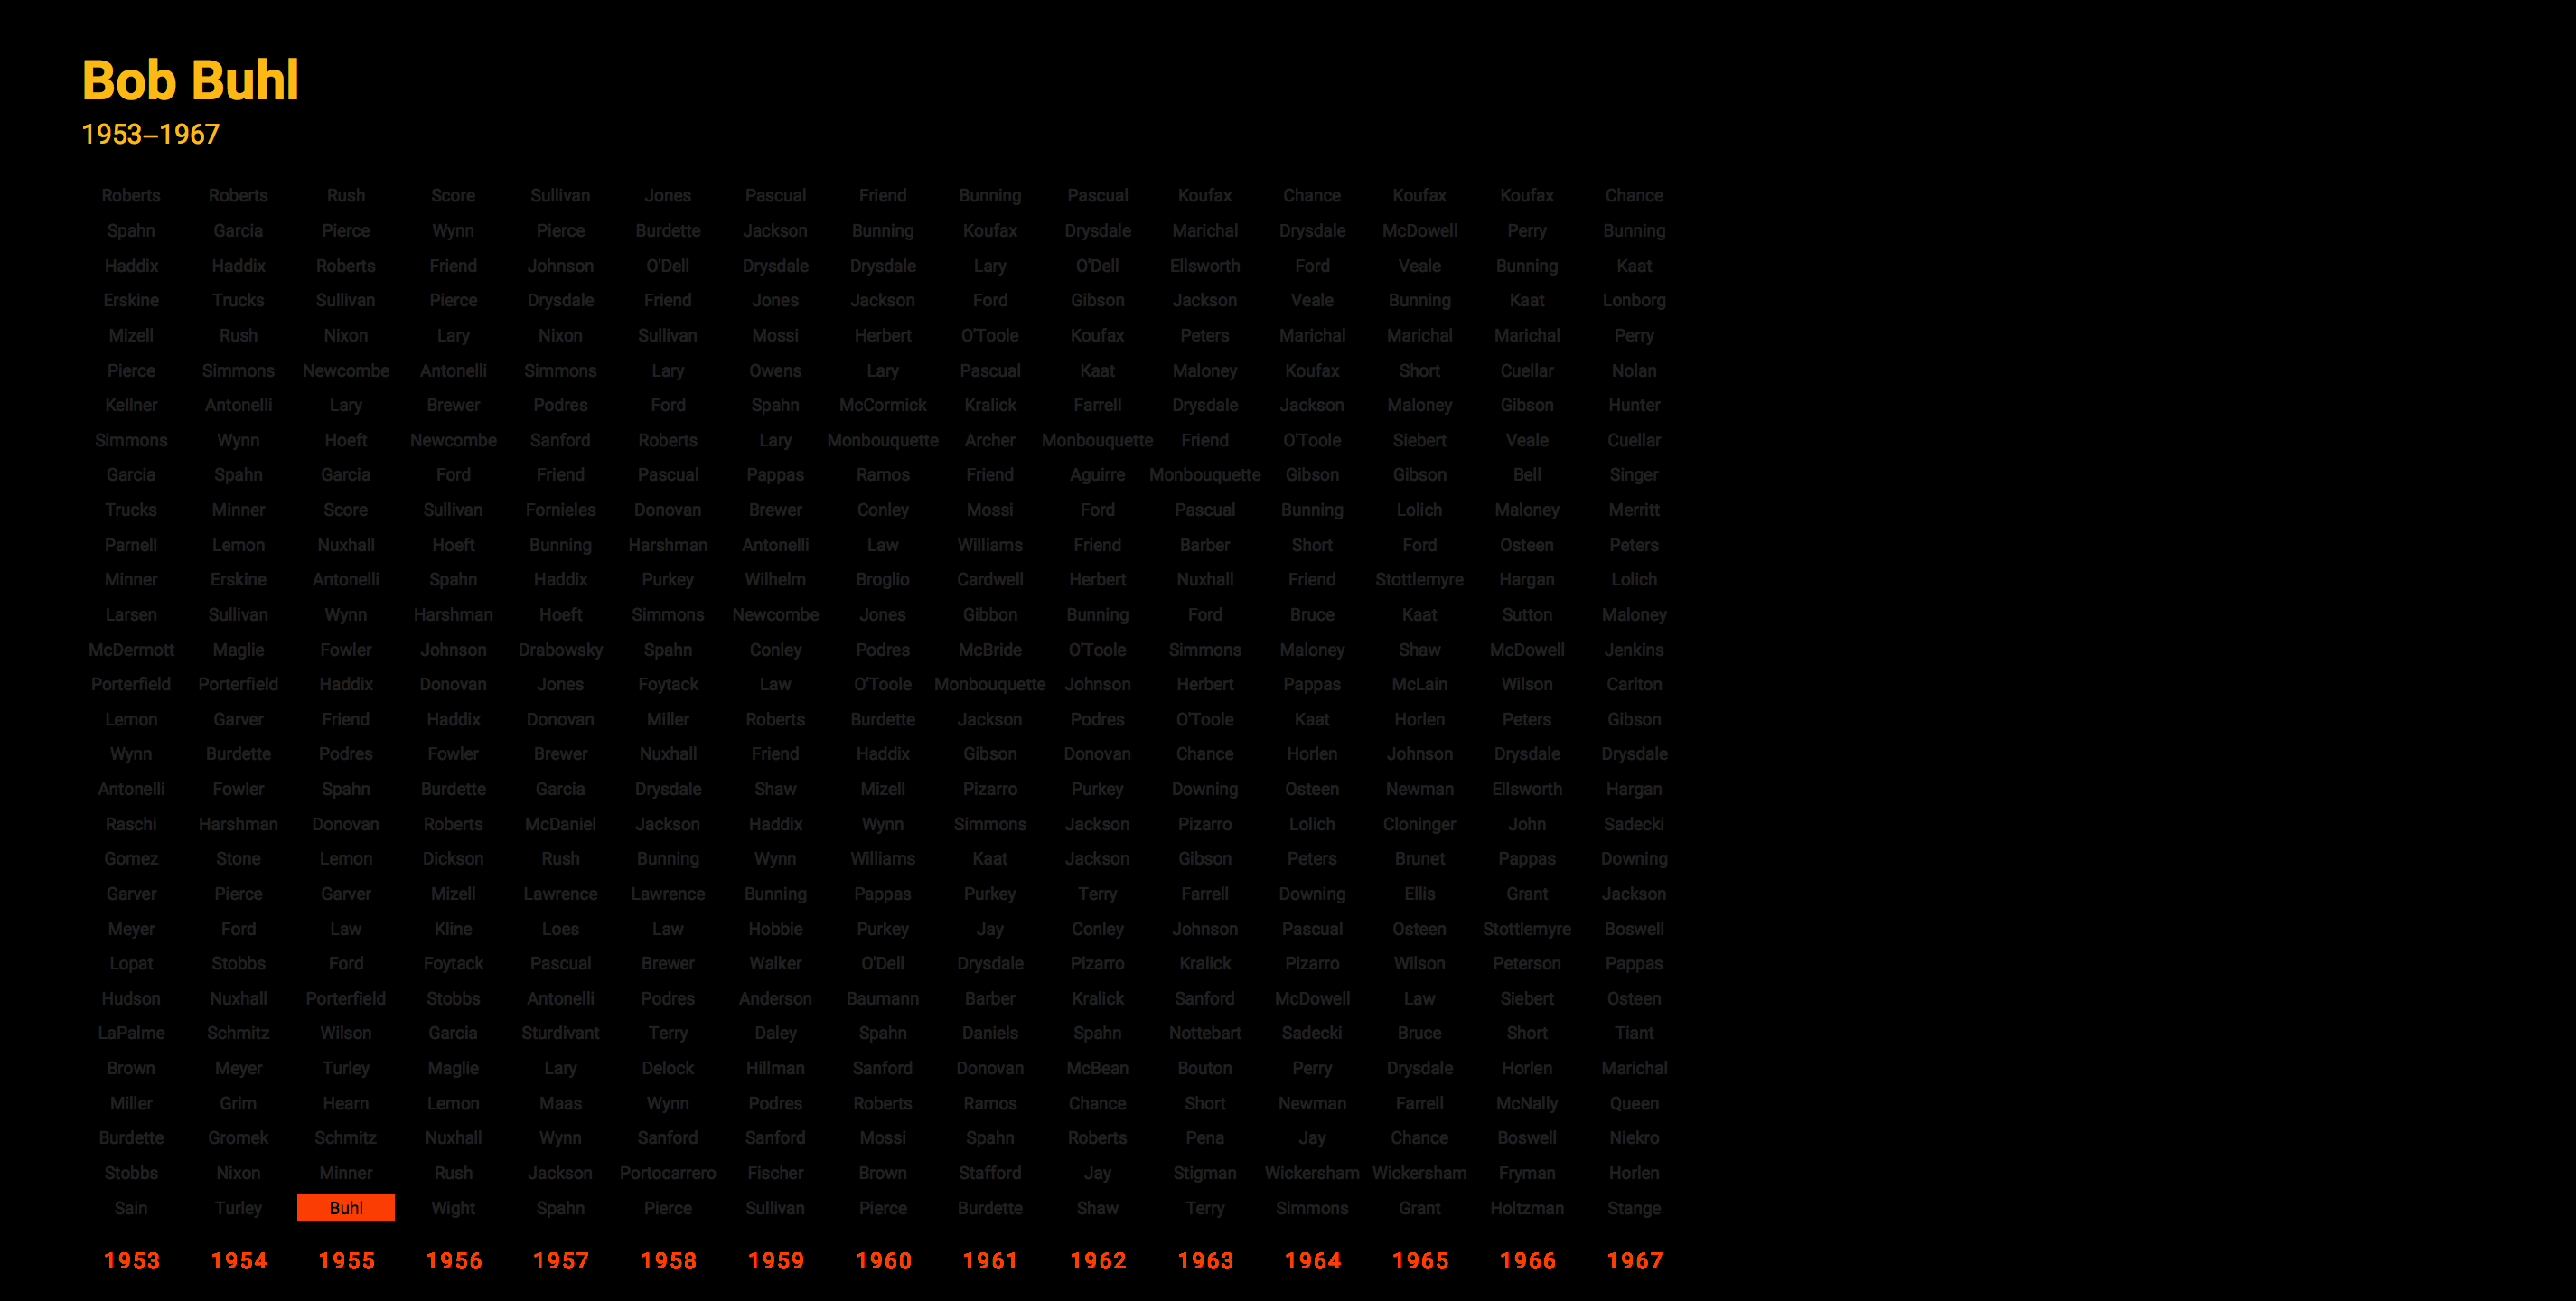 Bob Buhl
1953–1967
Roberts Roberts Rush Score Sullivan Jones Pascual Friend Bunning Pascual Koufax Chance Koufax Koufax Chance
Spahn Garcia Pierce Wynn Pierce Burdette Jackson Bunning Koufax Drysdale Marichal Drysdale McDowell Perry Bunning
Haddix Haddix Roberts Friend Johnson O'Dell Drysdale Drysdale Lary O'Dell Ellsworth Ford Veale Bunning Kaat
Erskine Trucks Sullivan Pierce Drysdale Friend Jones Jackson Ford Gibson Jackson Veale Bunning Kaat Lonborg
Mizell Rush Nixon Lary Nixon Sullivan Mossi Herbert O'Toole Koufax Peters Marichal Marichal Marichal Perry
Pierce Simmons Newcombe Antonelli Simmons Lary Owens Lary Pascual Kaat Maloney Koufax Short Cuellar Nolan
Kellner Antonelli Lary Brewer Podres Ford Spahn McCormick Kralick Farrell Drysdale Jackson Maloney Gibson Hunter
Simmons Wynn Hoeft Newcombe Sanford Roberts Lary Monbouquette Archer Monbouquette Friend O'Toole Siebert Veale Cuellar
Garcia Spahn Garcia Ford Friend Pascual Pappas Ramos Friend Aguirre Monbouquette Gibson Gibson Bell Singer
Trucks Minner Score Sullivan Fornieles Donovan Brewer Conley Mossi Ford Pascual Bunning Lolich Maloney Merritt
Parnell Lemon Nuxhall Hoeft Bunning Harshman Antonelli Law Williams Friend Barber Short Ford Osteen Peters
Minner Erskine Antonelli Spahn Haddix Purkey Wilhelm Broglio Cardwell Herbert Nuxhall Friend Stottlemyre Hargan Lolich
Larsen Sullivan Wynn Harshman Hoeft Simmons Newcombe Jones Gibbon Bunning Ford Bruce Kaat Sutton Maloney
McDermott Maglie Fowler Johnson Drabowsky Spahn Conley Podres McBride O'Toole Simmons Maloney Shaw McDowell Jenkins
Porterfield Porterfield Haddix Donovan Jones Foytack Law O'Toole Monbouquette Johnson Herbert Pappas McLain Wilson Carlton
Lemon Garver Friend Haddix Donovan Miller Roberts Burdette Jackson Podres O'Toole Kaat Horlen Peters Gibson
Wynn Burdette Podres Fowler Brewer Nuxhall Friend Haddix Gibson Donovan Chance Horlen Johnson Drysdale Drysdale
Antonelli Fowler Spahn Burdette Garcia Drysdale Shaw Mizell Pizarro Purkey Downing Osteen Newman Ellsworth Hargan
Raschi Harshman Donovan Roberts McDaniel Jackson Haddix Wynn Simmons Jackson Pizarro Lolich Cloninger John Sadecki
Gomez Stone Lemon Dickson Rush Bunning Wynn Williams Kaat Jackson Gibson Peters Brunet Pappas Downing
Garver Pierce Garver Mizell Lawrence Lawrence Bunning Pappas Purkey Terry Farrell Downing Ellis Grant Jackson
Meyer Ford Law Kline Loes Law Hobbie Purkey Jay Conley Johnson Pascual Osteen Stottlemyre Boswell
Lopat Stobbs Ford Foytack Pascual Brewer Walker O'Dell Drysdale Pizarro Kralick Pizarro Wilson Peterson Pappas
Hudson Nuxhall Porterfield Stobbs Antonelli Podres Anderson Baumann Barber Kralick Sanford McDowell Law Siebert Osteen
LaPalme Schmitz Wilson Garcia Sturdivant Terry Daley Spahn Daniels Spahn Nottebart Sadecki Bruce Short Tiant
Brown Meyer Turley Maglie Lary Delock Hillman Sanford Donovan McBean Bouton Perry Drysdale Horlen Marichal
Miller Grim Hearn Lemon Maas Wynn Podres Roberts Ramos Chance Short Newman Farrell McNally Queen
Burdette Gromek Schmitz Nuxhall Wynn Sanford Sanford Mossi Spahn Roberts Pena Jay Chance Boswell Niekro
Stobbs Nixon Minner Rush Jackson Portocarrero Fischer Brown Stafford Jay Stigman Wickersham Wickersham Fryman Horlen
Sain Turley Buhl Wight Spahn Pierce Sullivan Pierce Burdette Shaw Terry Simmons Grant Holtzman Stange
1953 1954 1955 1956 1957 1958 1959 1960 1961 1962 1963 1964 1965 1966 1967